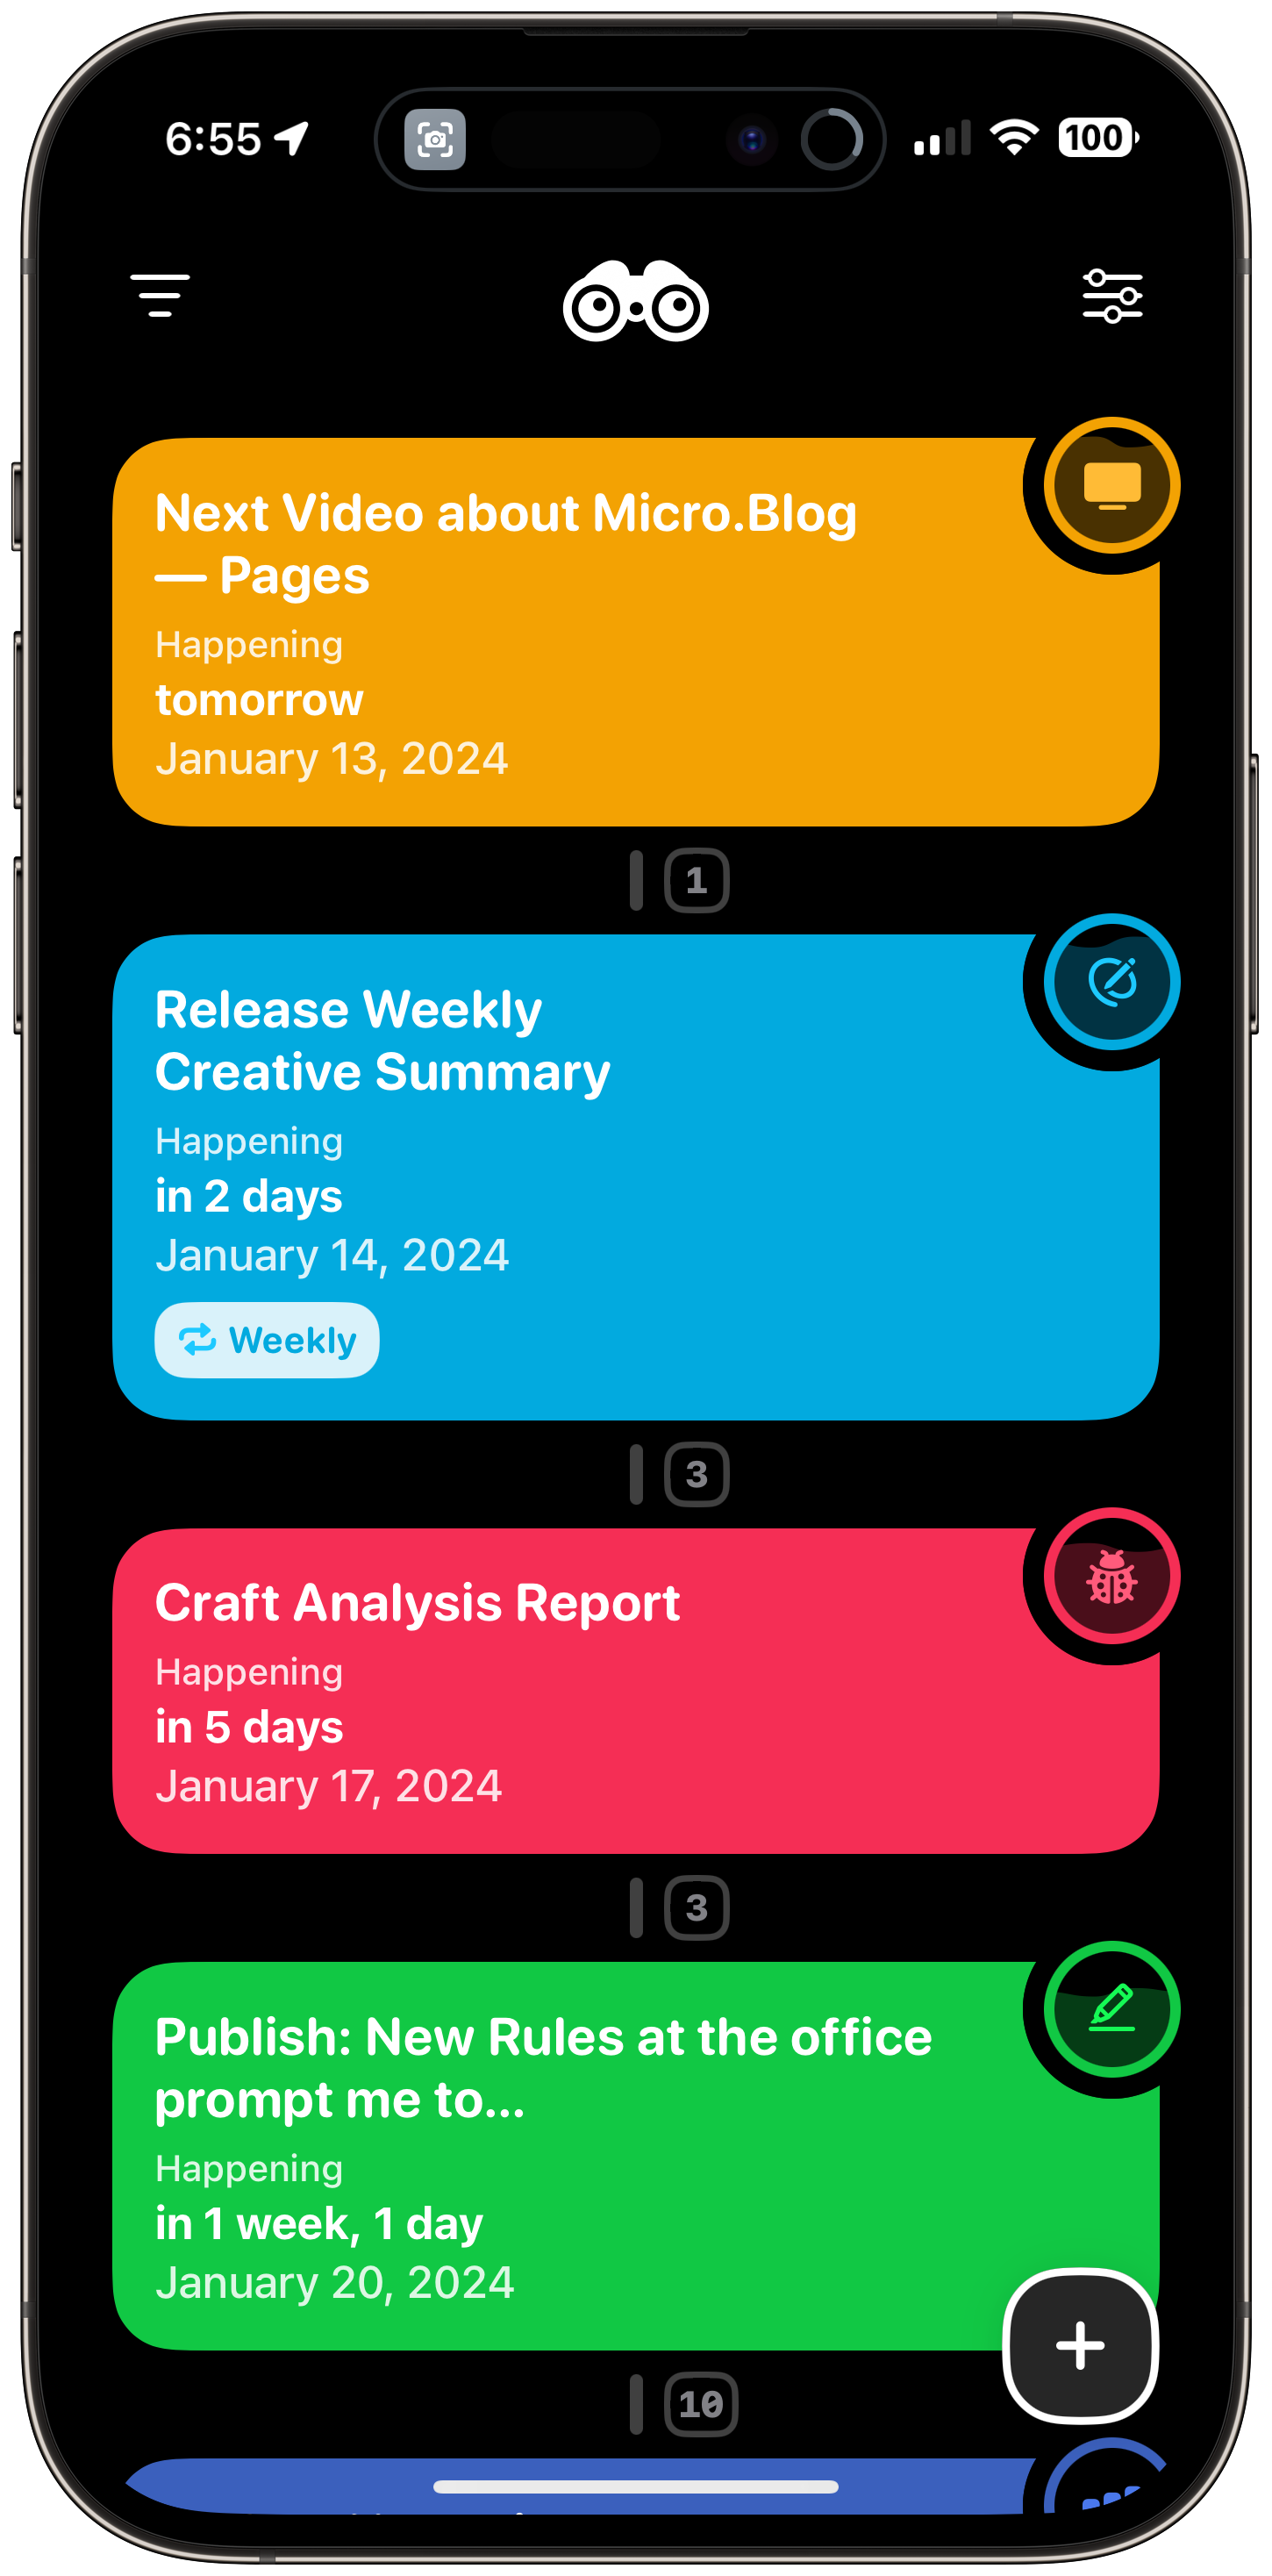 6:55
100
Next Video about Micro.Blog
— Pages
Happening
tomorrow
January 13, 2024
1
Release Weekly
Creative Summary
Happening
in 2 days
January 14, 2024
Weekly
3
Craft Analysis Report
Happening
in 5 days
January 17, 2024
3
Publish: New Rules at the office
prompt me to...
Happening
in 1 week, 1 day
January 20, 2024
10